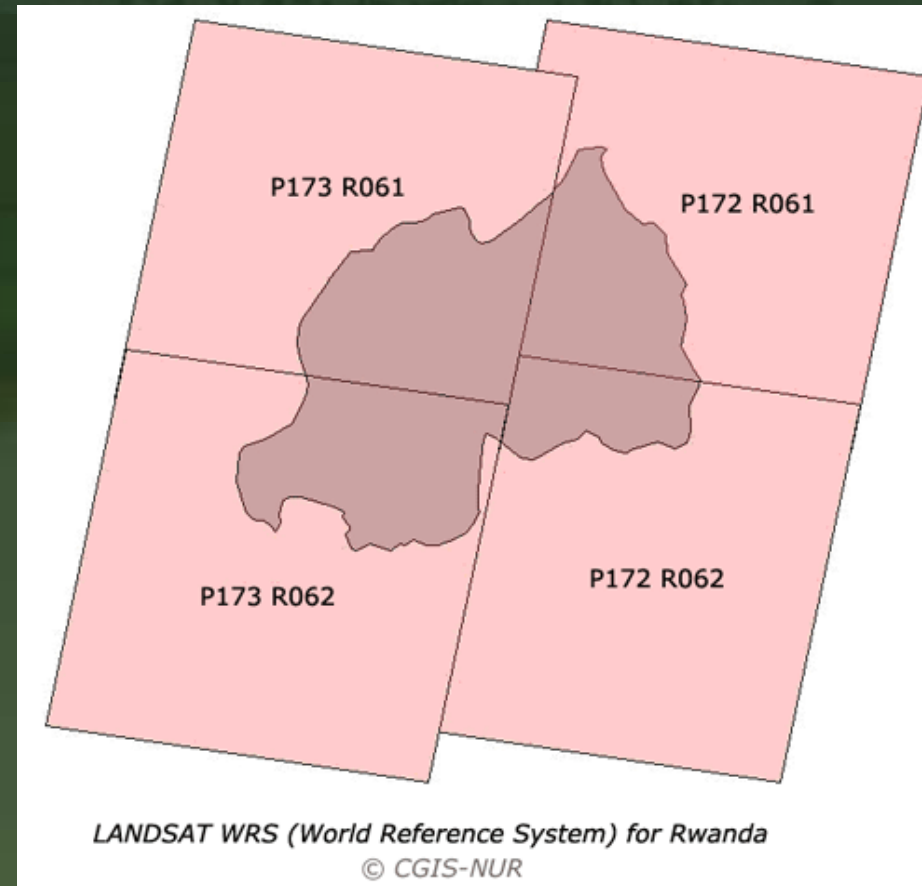 P173 R061
P172 R061
P173 R062
P172 R062
LANDSAT WRS (World Reference System) for Rwanda
© CGIS-NUR